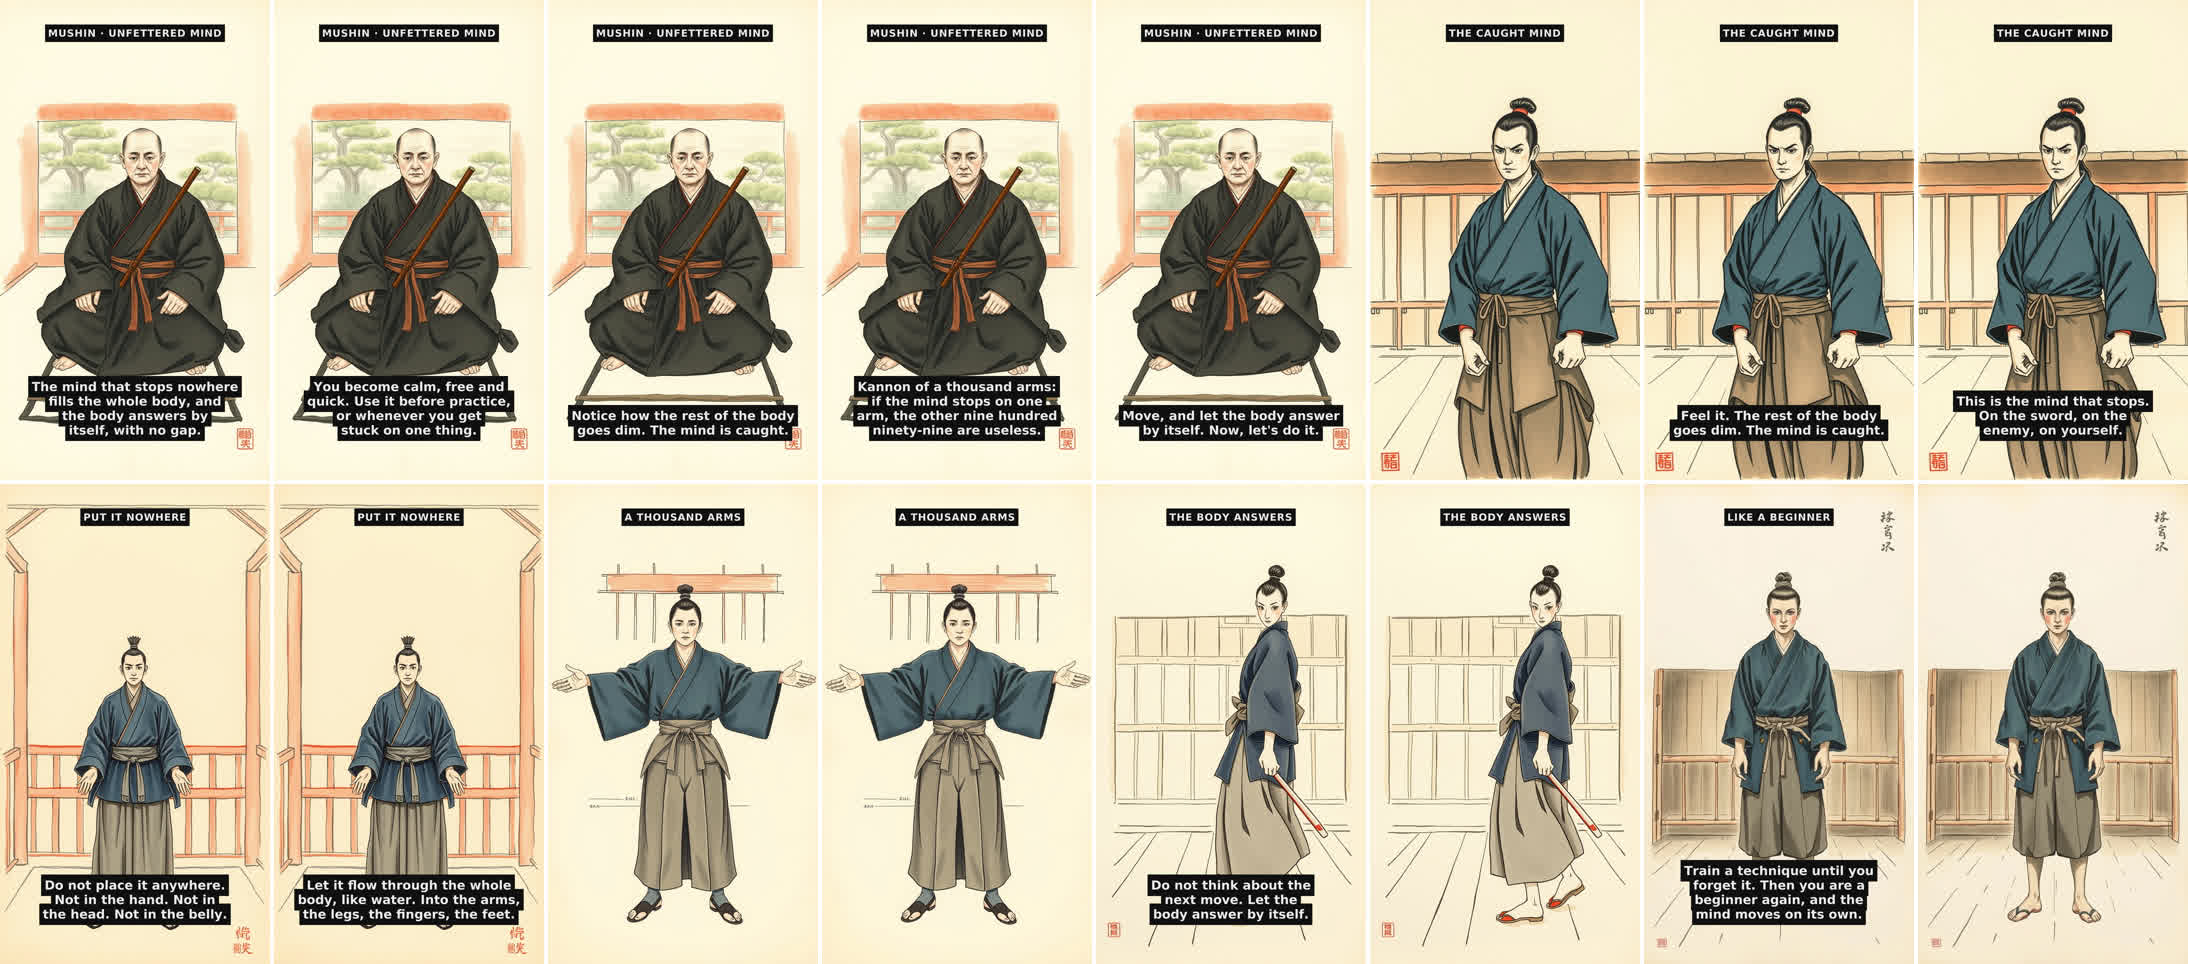 MUSHIN · UNFETTERED MIND
The mind that stops nowhere
fills the whole body, and
the body answers by
itself, with no gap.
MUSHIN · UNFETTERED MIND
You become calm, free and
quick. Use it before practice,
or whenever you get
stuck on one thing.
MUSHIN · UNFETTERED MIND
Notice how the rest of the body
goes dim. The mind is caught.
MUSHIN · UNFETTERED MIND
Kannon of a thousand arms:
if the mind stops on one
arm, the other nine hundred
ninety-nine are useless.
MUSHIN · UNFETTERED MIND
Move, and let the body answer
by itself. Now, let's do it.
THE CAUGHT MIND
THE CAUGHT MIND
Feel it. The rest of the body
goes dim. The mind is caught.
THE CAUGHT MIND
This is the mind that stops.
On the sword, on the
enemy, on yourself.
PUT IT NOWHERE
Do not place it anywhere.
Not in the hand. Not in
the head. Not in the belly.
PUT IT NOWHERE
Let it flow through the whole
body, like water. Into the arms,
the legs, the fingers, the feet.
A THOUSAND ARMS
A THOUSAND ARMS
THE BODY ANSWERS
Do not think about the
next move. Let the
body answer by itself.
THE BODY ANSWERS
LIKE A BEGINNER
Train a technique until you
forget it. Then you are a
beginner again, and the
mind moves on its own.